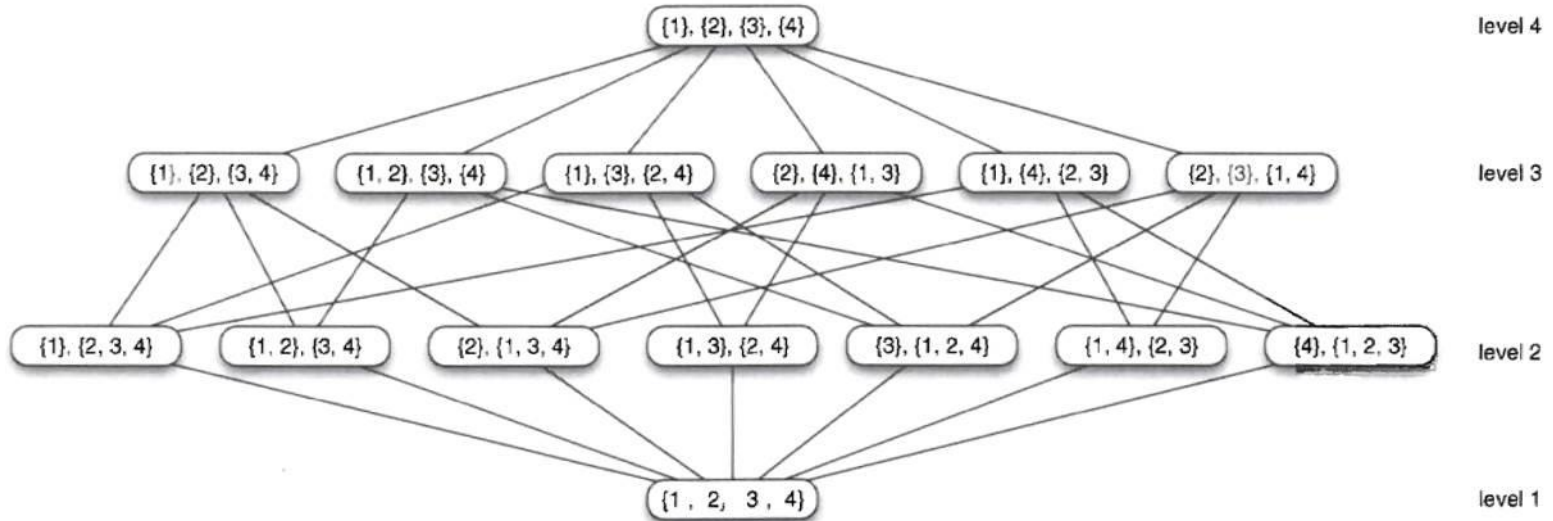 {1}, {2}, {3}, {4} level 4
{1}, {2}, {3, 4} {1, 2}, {3}, {4} {1}, {3}, {2, 4} {2}, {4}, {1, 3} {1}, {4}, {2, 3} {2}, {3}, {1, 4} level 3
{1}, {2, 3, 4} {1, 2}, {3, 4} {2}, {1, 3, 4} {1, 3}, {2, 4} {3}, {1, 2, 4} {1, 4}, {2, 3} {4}, {1, 2, 3} level 2
{1 , 2, 3 , 4} level 1